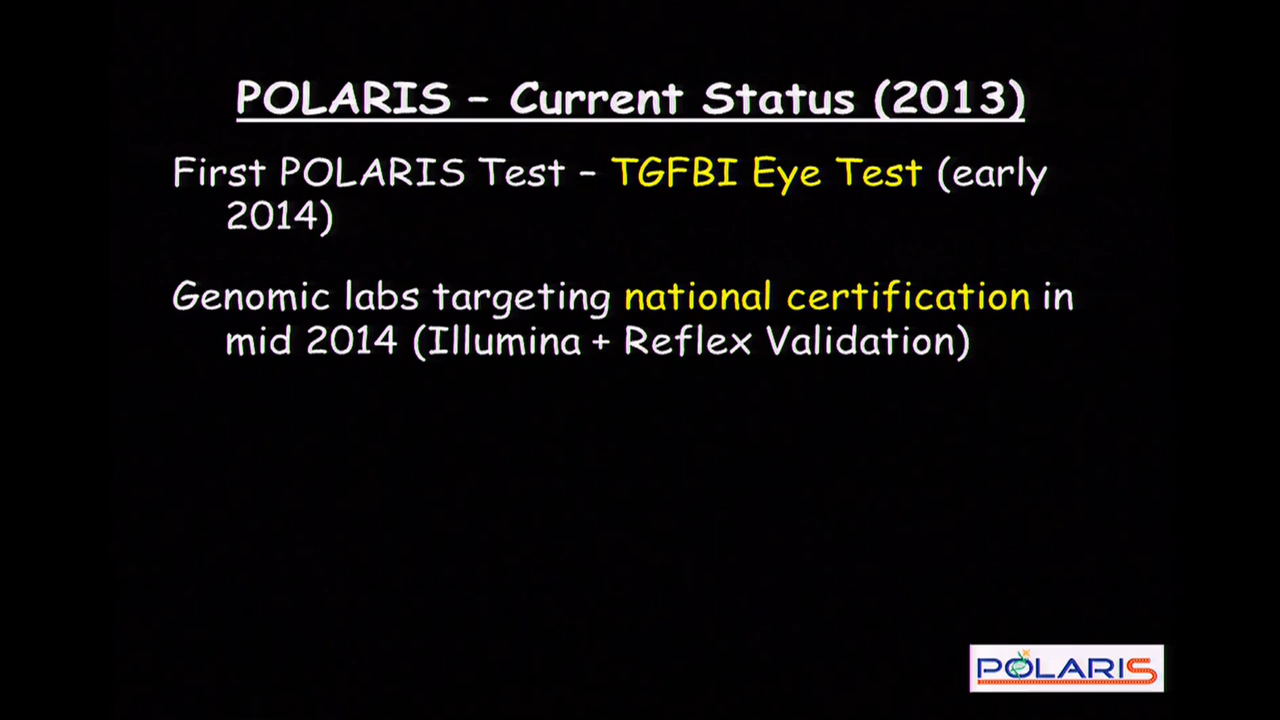 POLARIS – Current Status (2013)
First POLARIS Test – TGFBI Eye Test (early
2014)
Genomic labs targeting national certification in
mid 2014 (Illumina + Reflex Validation)
POLARIS